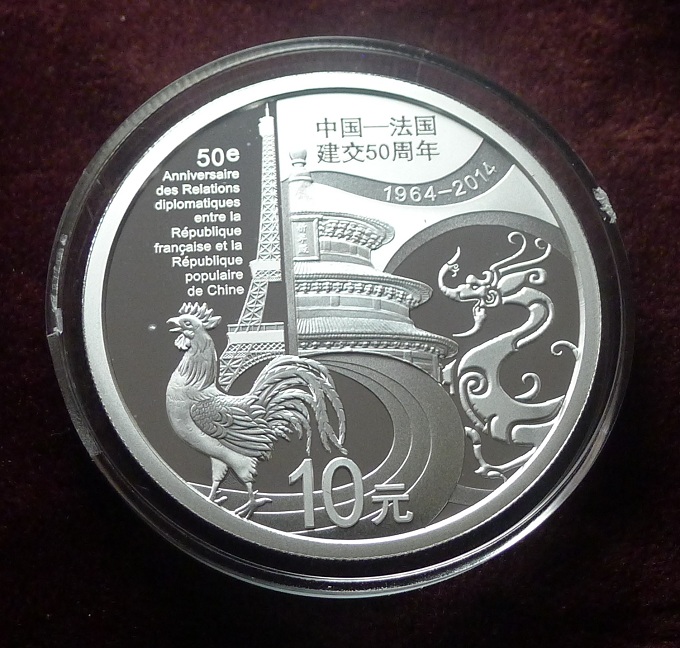 中国—法国
建交50周年
1964-2014
50e
Anniversaire
des Relations
diplomatiques
entre la
République
française et la
République
populaire
de Chine
10元